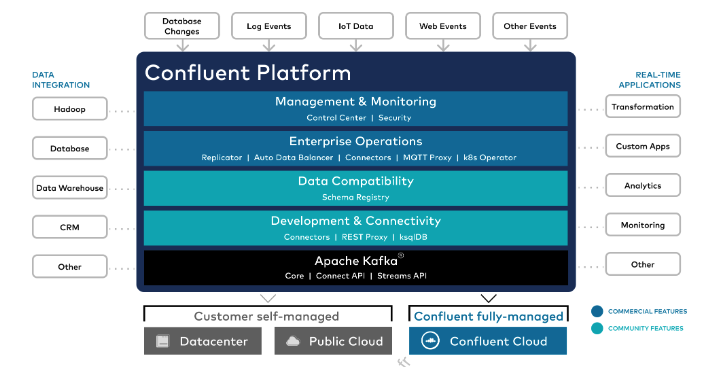 Database
Changes
Log Events
IoT Data
Web Events
Other Events
DATA
INTEGRATION
Hadoop
Database
Data Warehouse
CRM
Other
Confluent Platform
Management & Monitoring
Control Center | Security
Enterprise Operations
Replicator | Auto Data Balancer | Connectors | MQTT Proxy | k8s Operator
Data Compatibility
Schema Registry
Development & Connectivity
Connectors | REST Proxy | ksqlDB
Apache Kafka®
Core | Connect API | Streams API
REAL-TIME
APPLICATIONS
Transformation
Custom Apps
Analytics
Monitoring
Other
Customer self-managed
Datacenter
Public Cloud
Confluent fully-managed
Confluent Cloud
COMMERCIAL FEATURES
COMMUNITY FEATURES